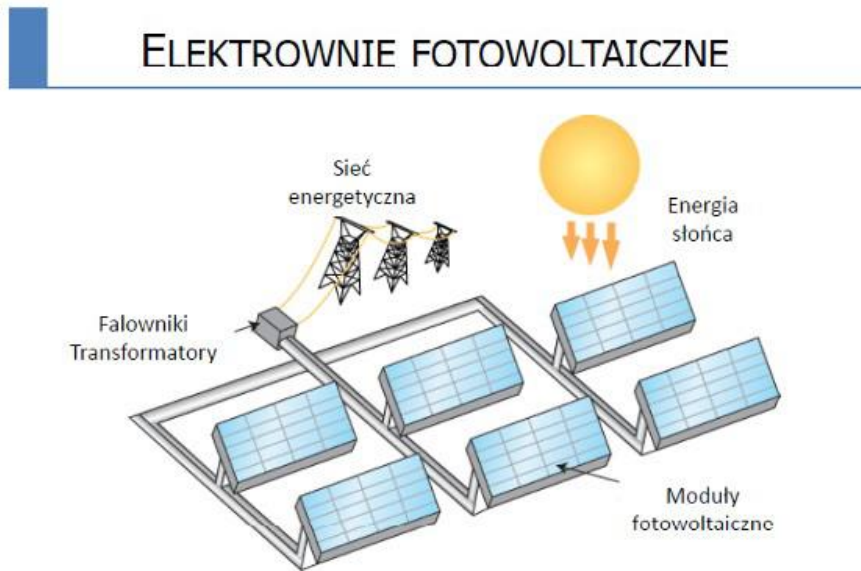 ELEKTROWNIE FOTOWOLTAICZNE
Sieć
energetyczna
Energia
słońca
Falowniki
Transformatory
Moduły
fotowoltaiczne